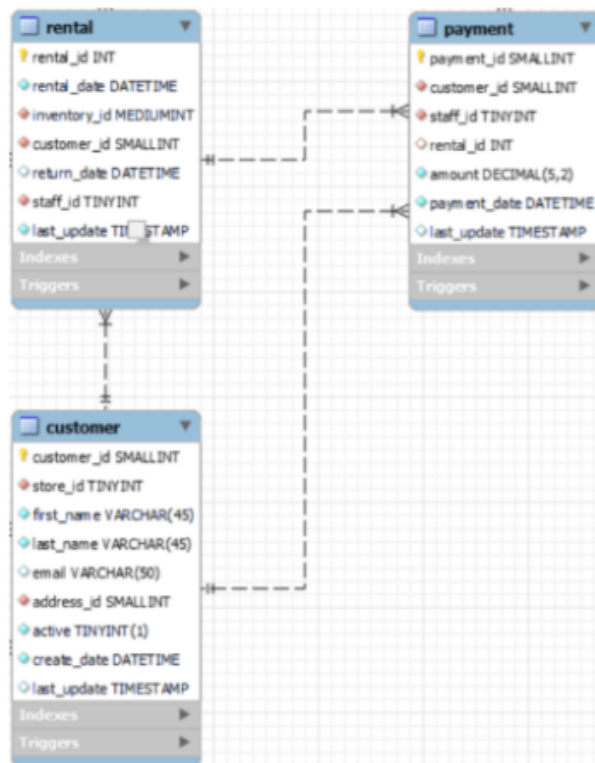 rental
rental_id INT
rental_date DATETIME
inventory_id MEDIUMINT
customer_id SMALLINT
return_date DATETIME
staff_id TINYINT
last_update
Indexes
Triggers
payment
payment_id SMALLINT
customer_id SMALLINT
staff_id TINYINT
rental_id INT
amount DECIMAL(5,2)
payment_date DATETIME
last_update TIMESTAMP
Indexes
Triggers
customer
customer_id SMALLINT
store_id TINYINT
first_name VARCHAR(45)
last_name VARCHAR(45)
email VARCHAR(50)
address_id SMALLINT
active TINYINT(1)
create_date DATETIME
last_update TIMESTAMP
Indexes
Triggers